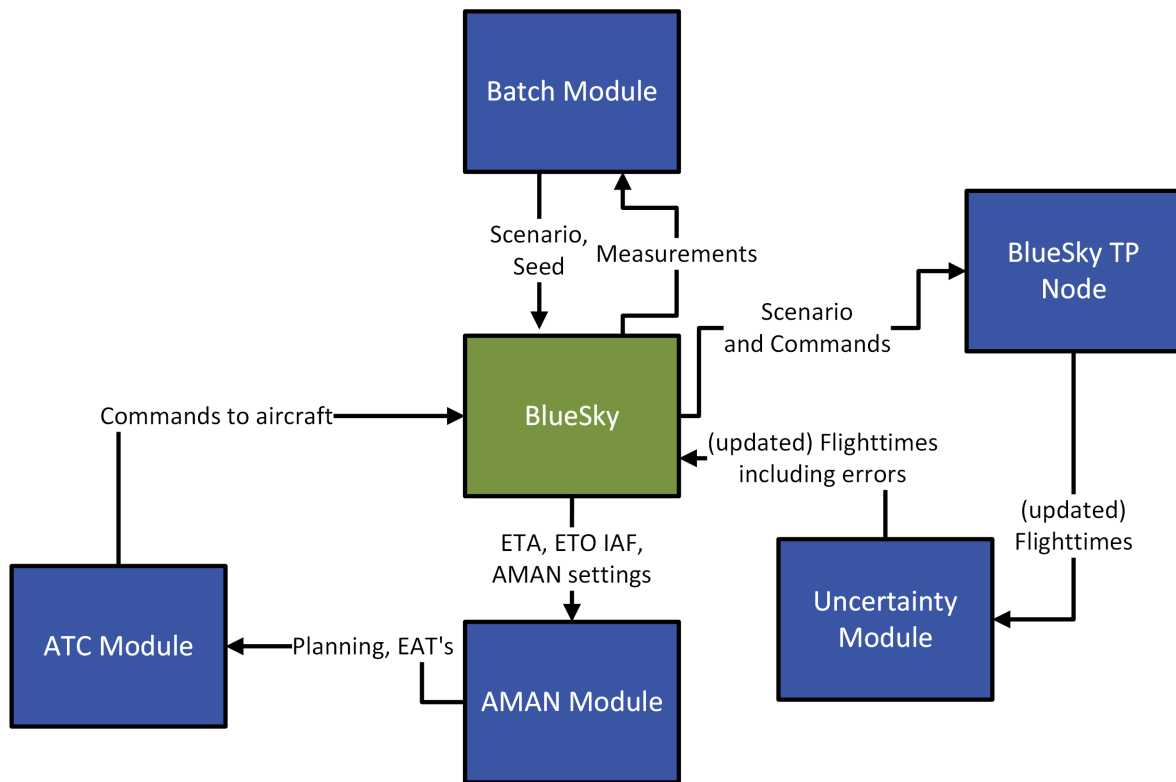 Batch Module
Scenario,
Seed
Measurements
BlueSky TP
Node
Scenario
and Commands
Commands to aircraft
BlueSky
(updated) Flighttimes
including errors
(updated)
Flighttimes
ETA, ETO IAF,
AMAN settings
Uncertainty
Module
ATC Module
Planning, EAT's
AMAN Module